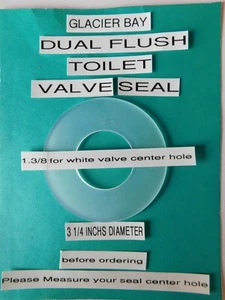 GLACIER BAY
DUAL FLUSH
TOILET
VALVE SEAL
1.3/8 for white valve center hole
3 1/4 INCHS DIAMETER
before ordering
Please Measure your seal center hole